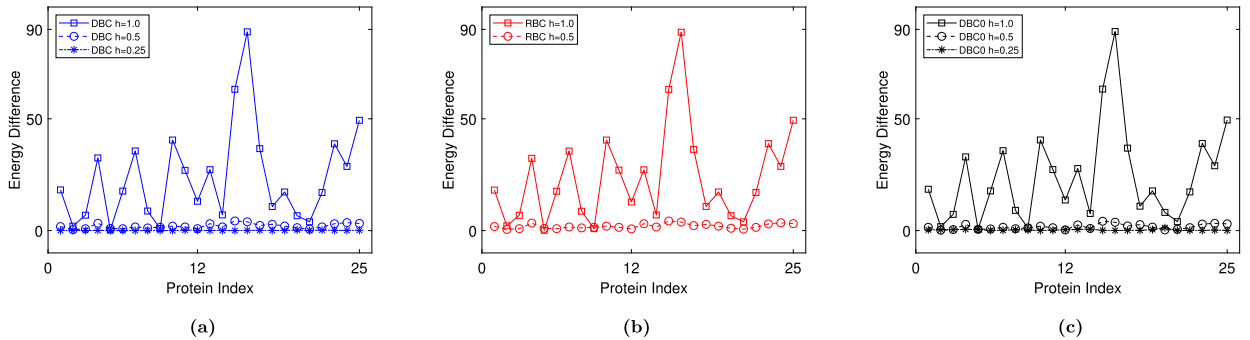 90
50
0
Energy Difference
DBC h=1.0
DBC h=0.5
DBC h=0.25
0
12
25
Protein Index
(a)
90
50
0
Energy Difference
RBC h=1.0
RBC h=0.5
0
12
25
Protein Index
(b)
90
50
0
Energy Difference
DBC0 h=1.0
DBC0 h=0.5
DBC0 h=0.25
0
12
25
Protein Index
(c)